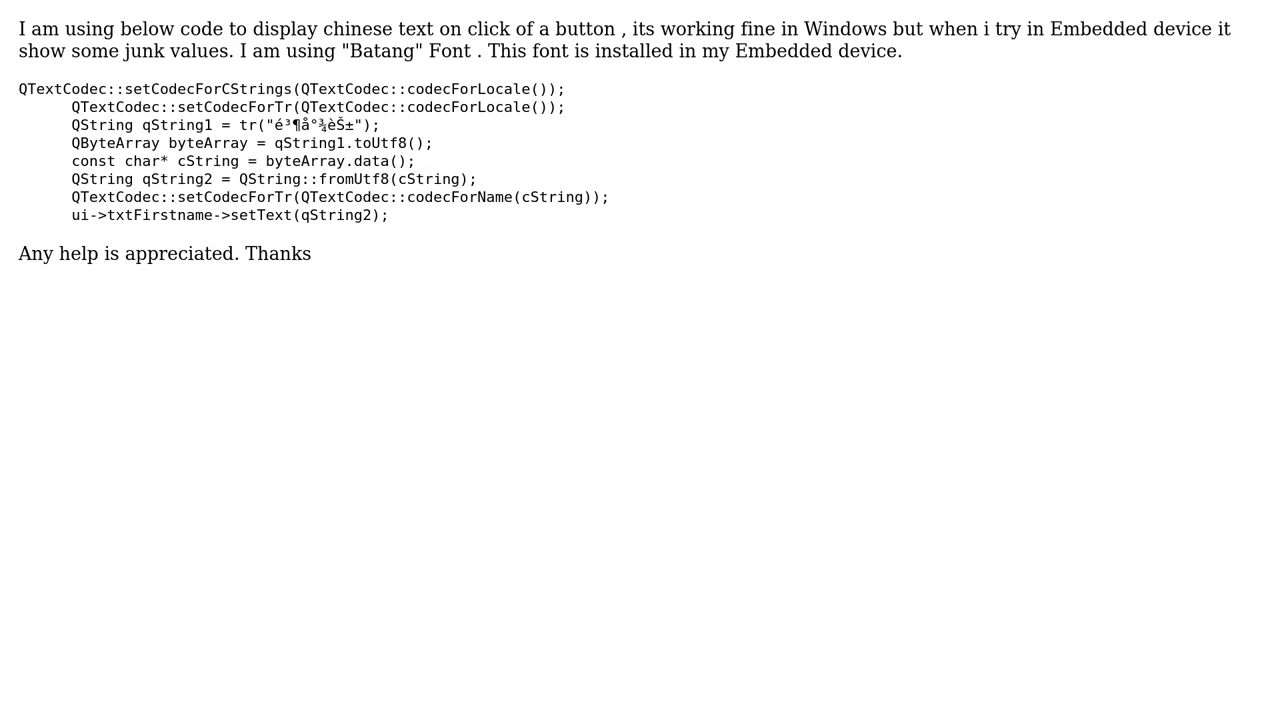 I am using below code to display chinese text on click of a button , its working fine in Windows but when i try in Embedded device it
show some junk values. I am using "Batang" Font . This font is installed in my Embedded device.
QTextCodec::setCodecForCStrings(QTextCodec::codecForLocale());
QTextCodec::setCodecForTr(QTextCodec::codecForLocale());
QString qString1 = tr("é³¶å°¾èŠ±");
QByteArray byteArray = qString1.toUtf8();
const char* cString = byteArray.data();
QString qString2 = QString::fromUtf8(cString);
QTextCodec::setCodecForTr(QTextCodec::codecForName(cString));
ui->txtFirstname->setText(qString2);
Any help is appreciated. Thanks